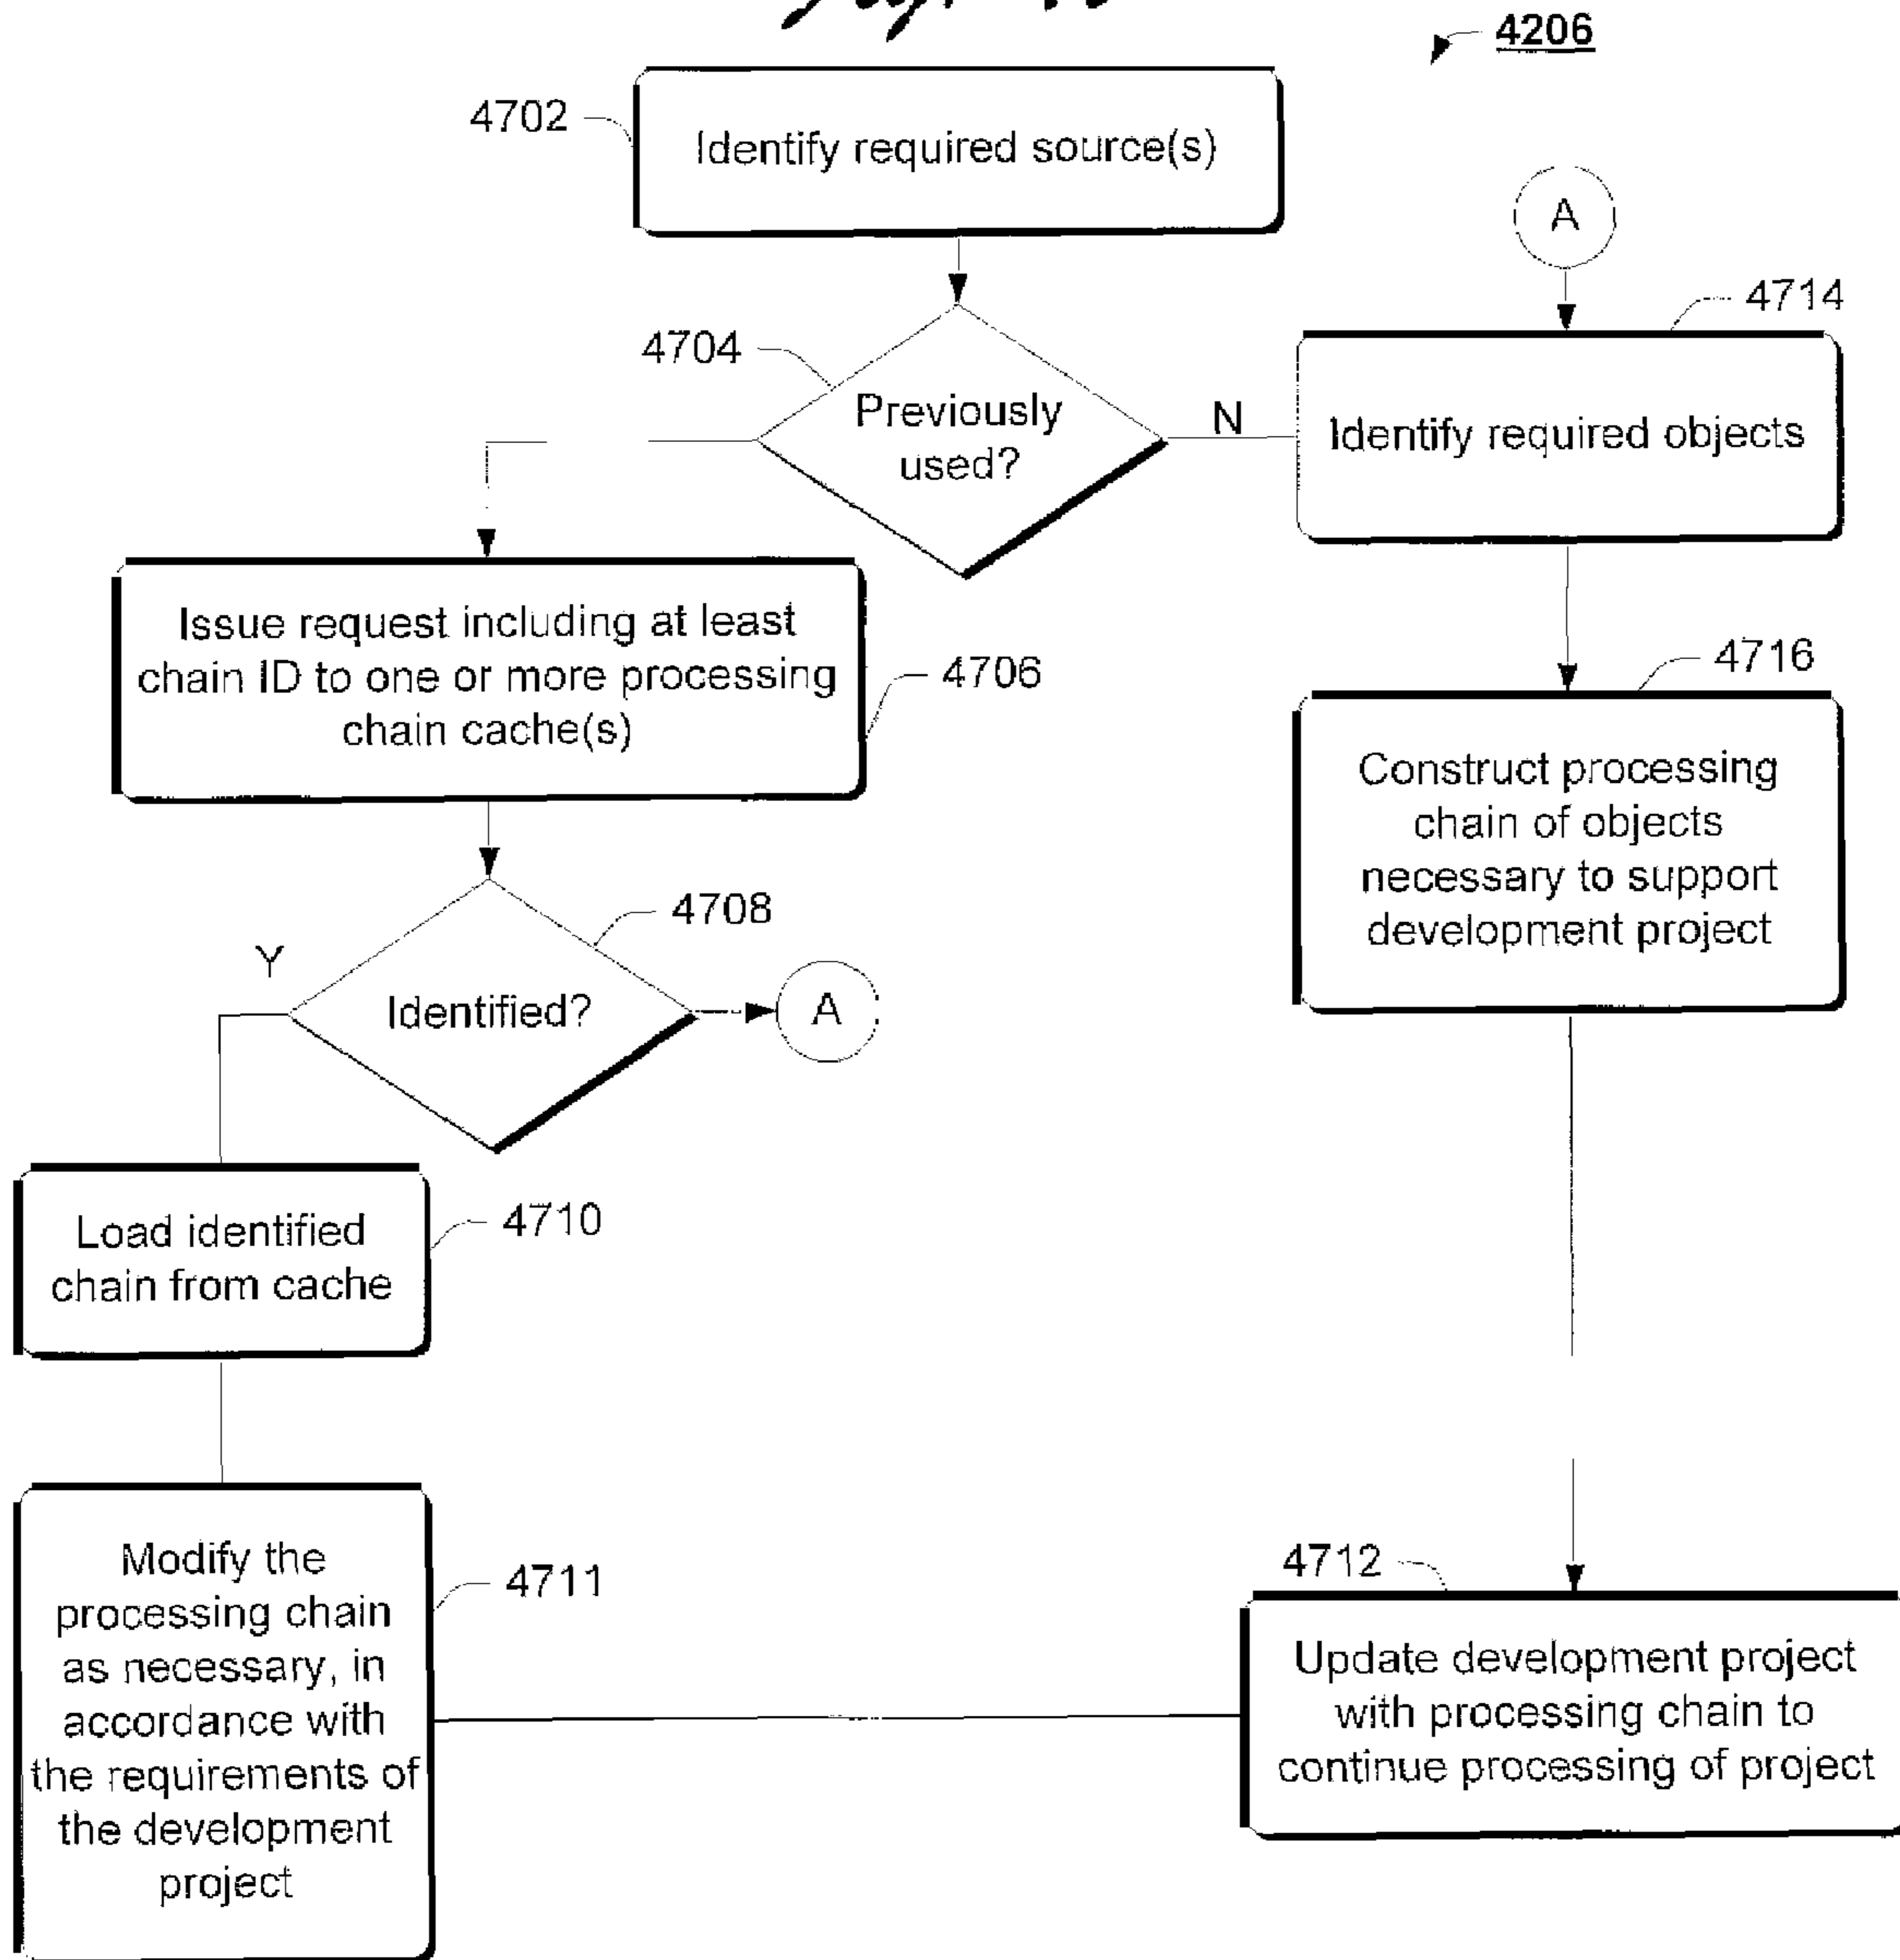 4206
4702
Identify required source(s)
A
4714
4704
Previously
used?
N
Identify required objects
Issue request including at least
chain ID to one or more processing
chain cache(s)
4706
4716
Construct processing
chain of objects
necessary to support
development project
4708
Y
Identified?
A
Load identified
chain from cache
4710
Modify the
processing chain
as necessary, in
accordance with
the requirements of
the development
project
4711
4712
Update development project
with processing chain to
continue processing of project